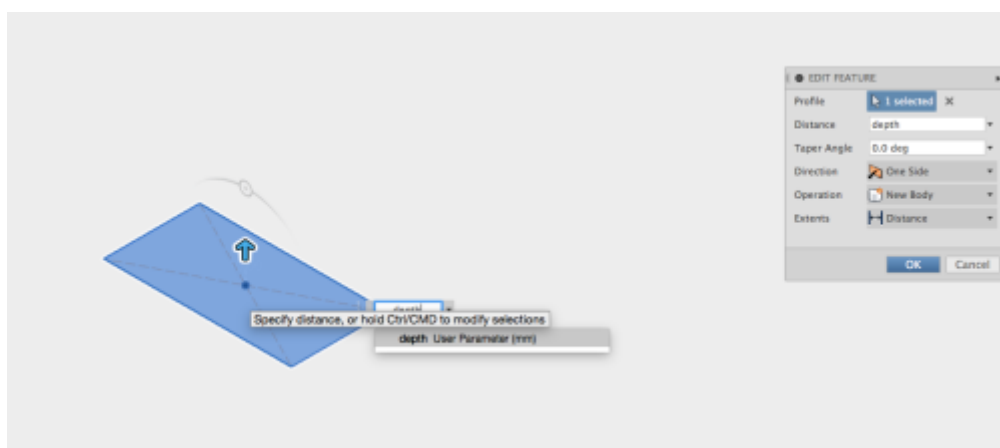 EDIT FEATURE
Profile 1 selected
Distance depth
Taper Angle 0.0 deg
Direction One Side
Operation New Body
Extents Distance
OK Cancel
depth
Specify distance, or hold Ctrl/CMD to modify selections
depth User Parameter (mm)